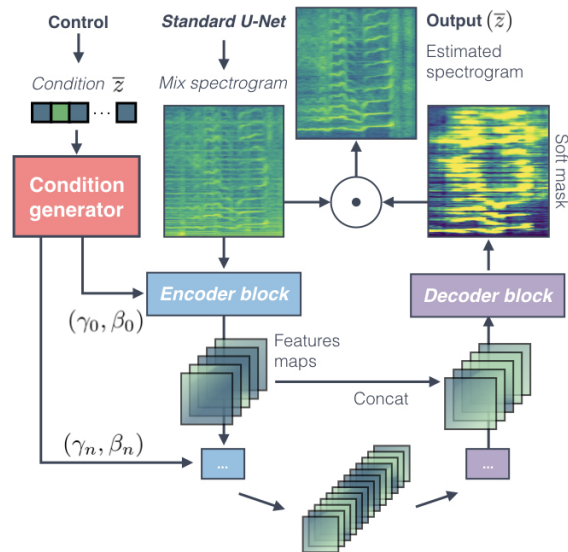 Control
Standard U-Net
Output (z̅)
Condition z̅
Mix spectrogram
Estimated
spectrogram
...
Condition
generator
Soft mask
Encoder block
Decoder block
(γ₀, β₀)
Features
maps
Concat
(γₙ, βₙ)
...
...